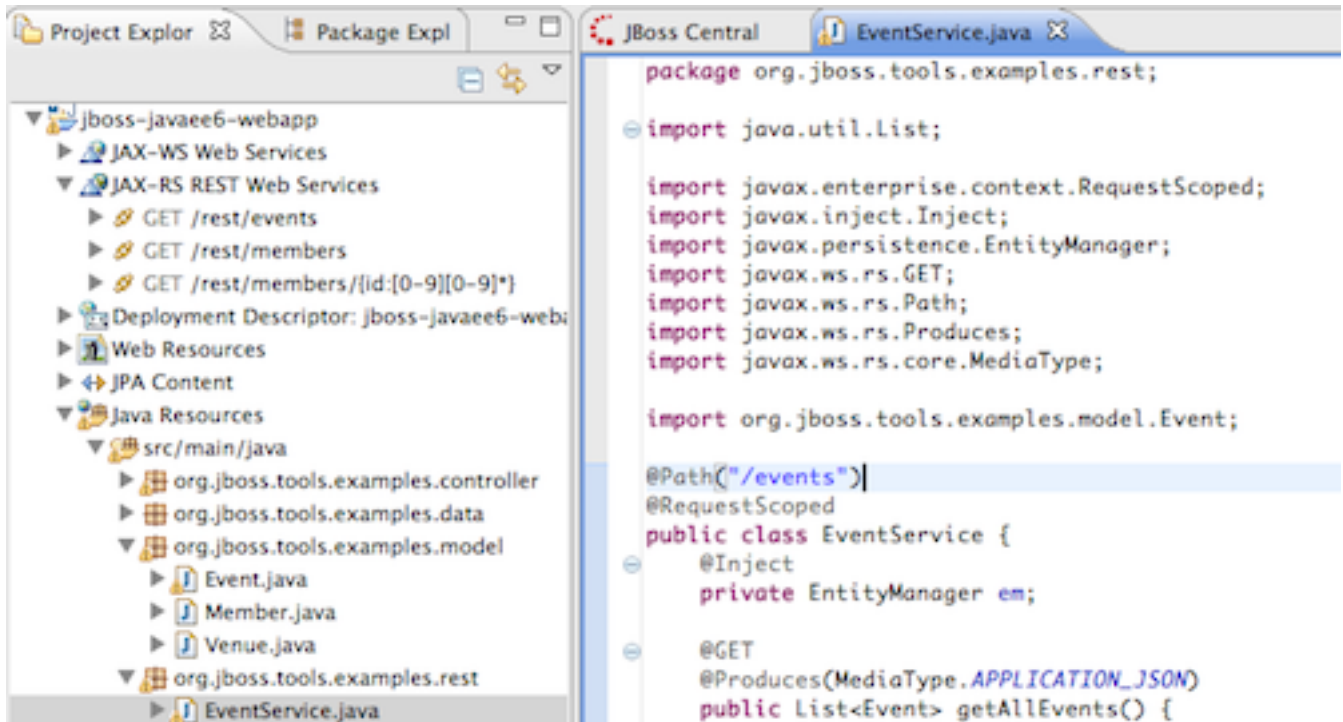 Project Explor
Package Expl
jboss-javaee6-webapp
JAX-WS Web Services
JAX-RS REST Web Services
GET /rest/events
GET /rest/members
GET /rest/members/{id:[0-9][0-9]*}
Deployment Descriptor: jboss-javaee6-weba
Web Resources
JPA Content
Java Resources
src/main/java
org.jboss.tools.examples.controller
org.jboss.tools.examples.data
org.jboss.tools.examples.model
Event.java
Member.java
Venue.java
org.jboss.tools.examples.rest
EventService.java
JBoss Central
EventService.java
package org.jboss.tools.examples.rest;
import java.util.List;
import javax.enterprise.context.RequestScoped;
import javax.inject.Inject;
import javax.persistence.EntityManager;
import javax.ws.rs.GET;
import javax.ws.rs.Path;
import javax.ws.rs.Produces;
import javax.ws.rs.core.MediaType;
import org.jboss.tools.examples.model.Event;
@Path("/events")
@RequestScoped
public class EventService {
@Inject
private EntityManager em;
@GET
@Produces(MediaType.APPLICATION_JSON)
public List<Event> getAllEvents() {